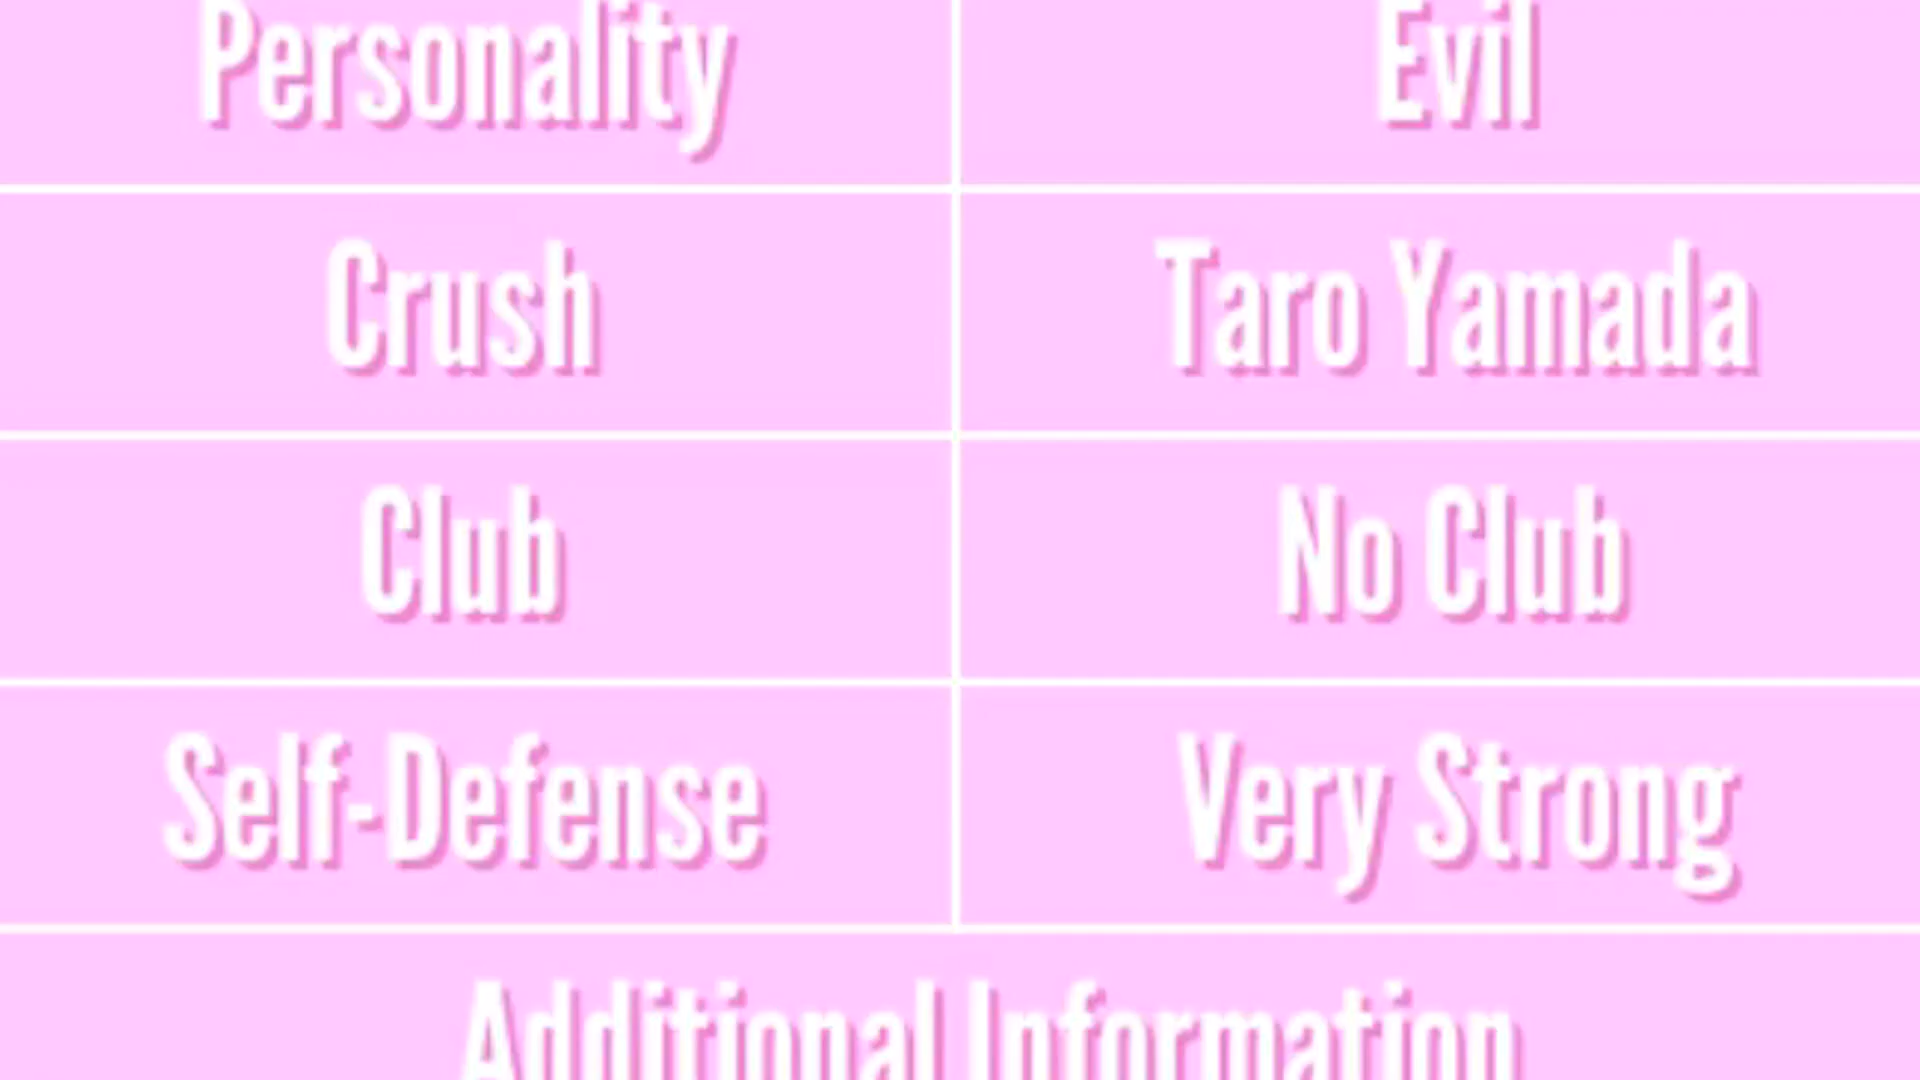 Personality Evil
Crush Taro Yamada
Club No Club
Self-Defense Very Strong
Additional Information